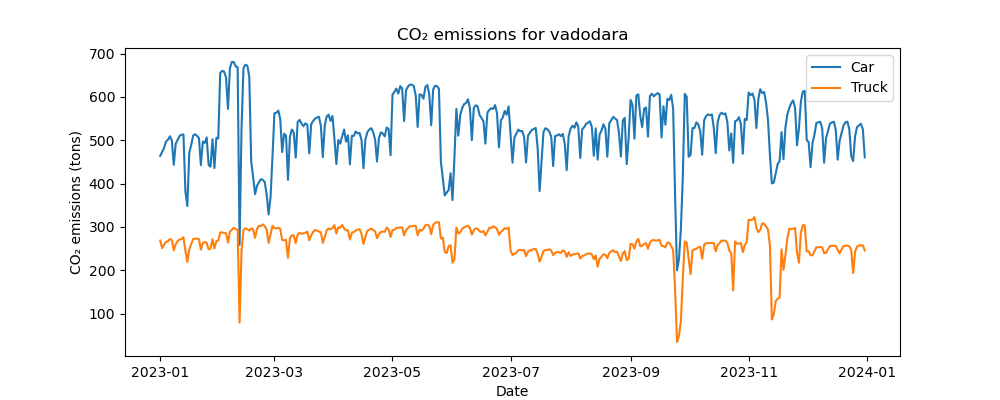 CO₂ emissions for vadodara
CO₂ emissions (tons)
700
600
500
400
300
200
100
Car
Truck
2023-01
2023-03
2023-05
2023-07
2023-09
2023-11
2024-01
Date